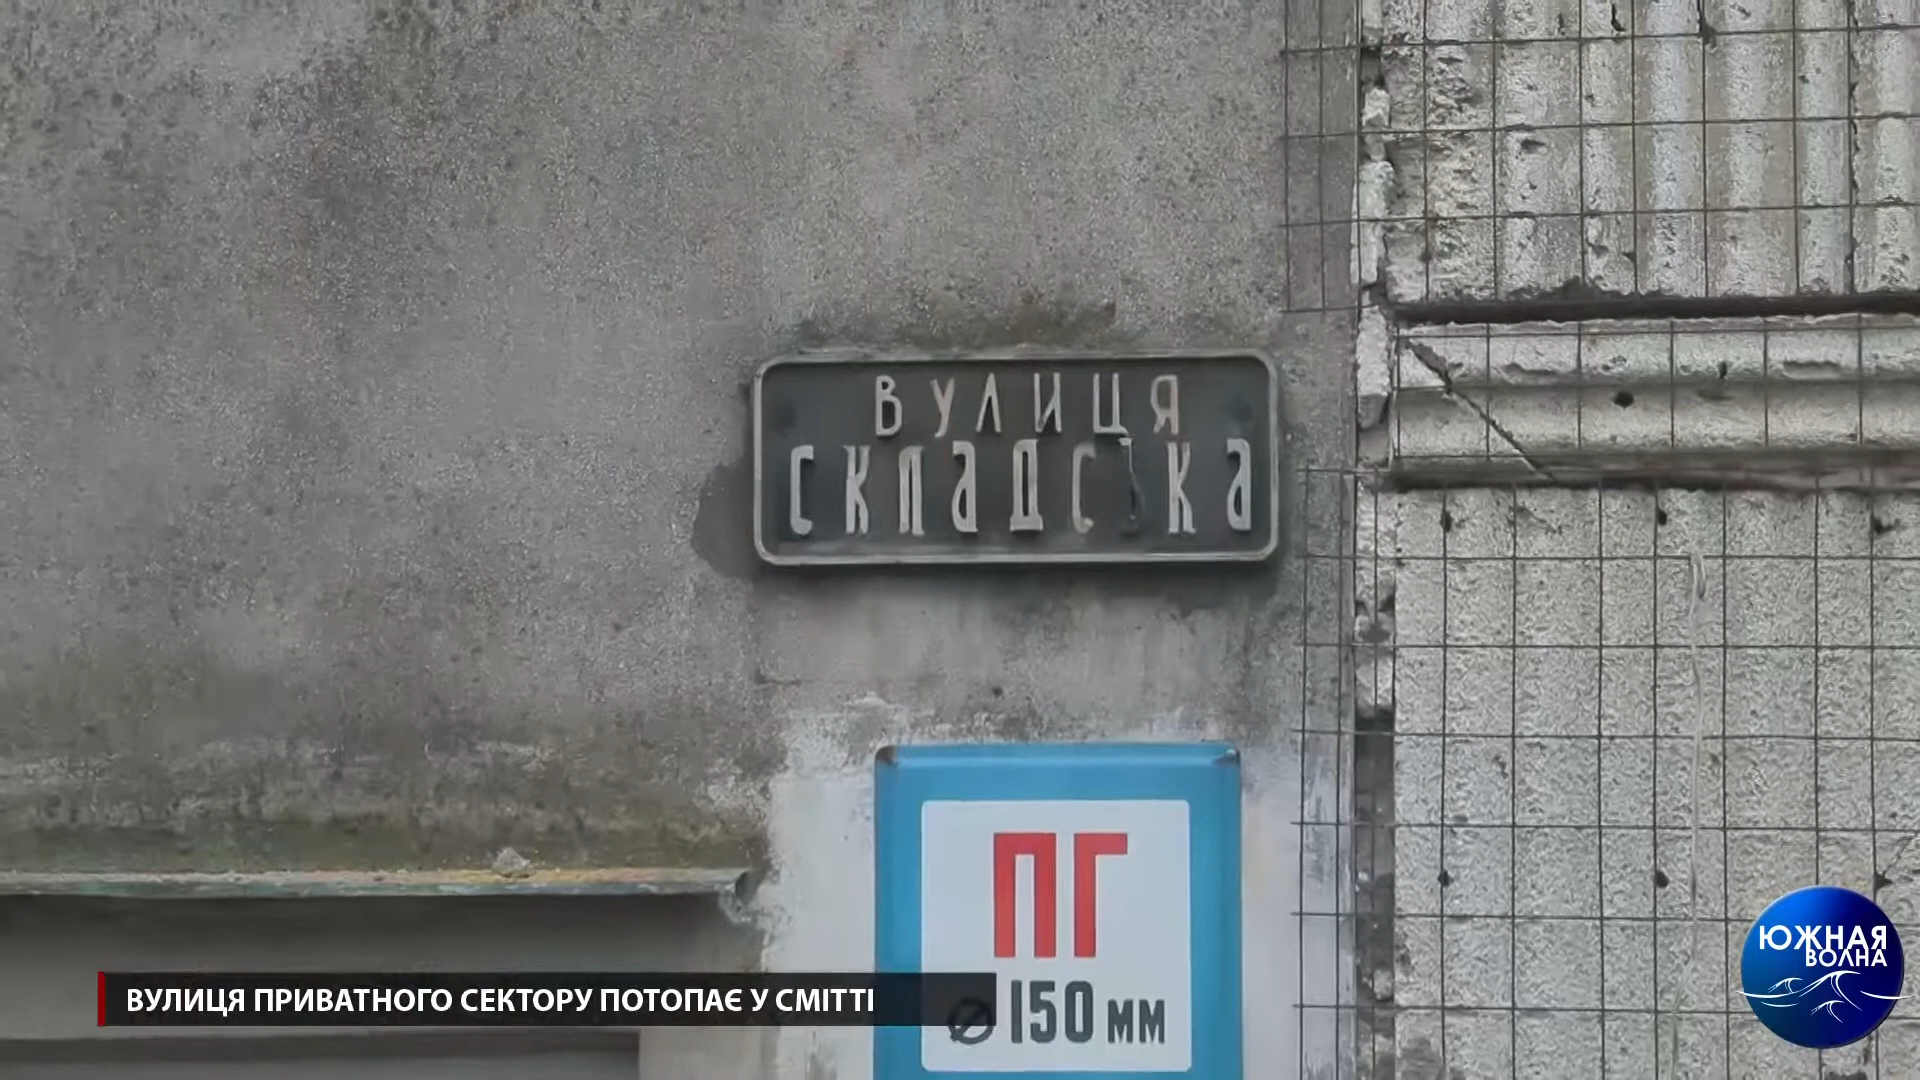 ВУЛИЦЯ
СКЛАДСЬКА
ПГ
Ø 150 ММ
ВУЛИЦЯ ПРИВАТНОГО СЕКТОРУ ПОТОПАЄ У СМІТТІ
ЮЖНАЯ
ВОЛНА